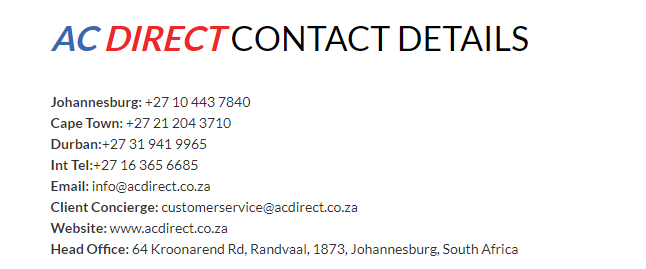 AC DIRECT CONTACT DETAILS
Johannesburg: +27 10 443 7840
Cape Town: +27 21 204 3710
Durban:+27 31 941 9965
Int Tel:+27 16 365 6685
Email: info@acdirect.co.za
Client Concierge: customerservice@acdirect.co.za
Website: www.acdirect.co.za
Head Office: 64 Kroonarend Rd, Randvaal, 1873, Johannesburg, South Africa